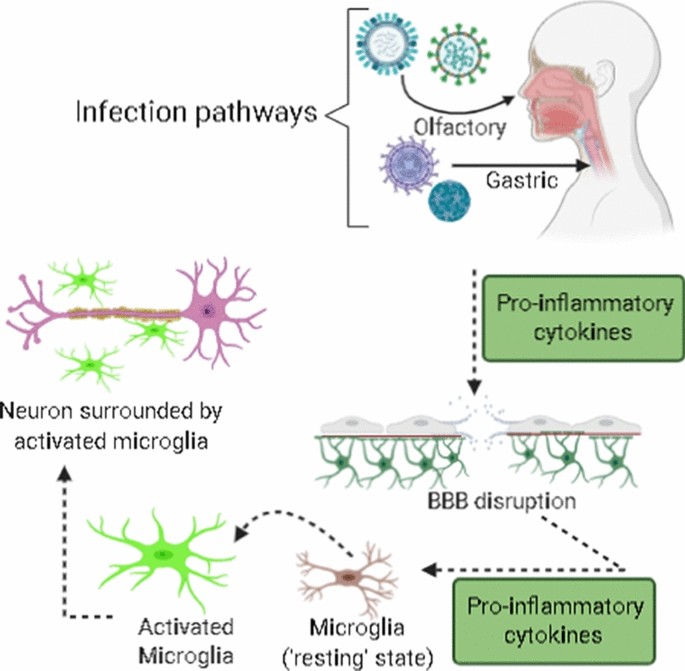 Infection pathways
Olfactory
Gastric
Pro-inflammatory
cytokines
Neuron surrounded by
activated microglia
BBB disruption
Activated
Microglia
Microglia
('resting' state)
Pro-inflammatory
cytokines